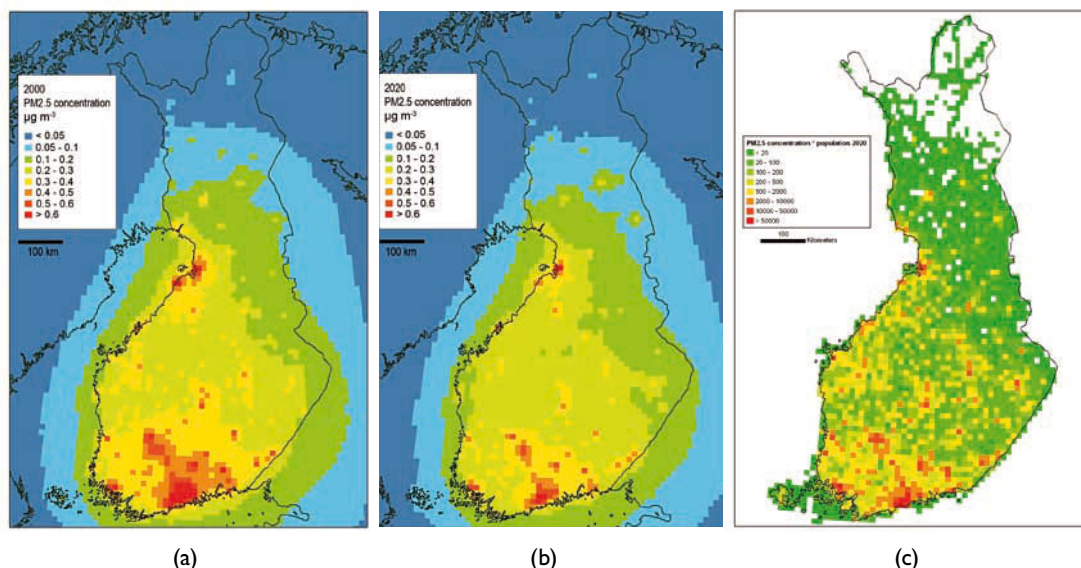 2000
PM2.5 concentration
µg m⁻³
< 0.05
0.05 - 0.1
0.1 - 0.2
0.2 - 0.3
0.3 - 0.4
0.4 - 0.5
0.5 - 0.6
> 0.6
100 km
(a)
2020
PM2.5 concentration
µg m⁻³
< 0.05
0.05 - 0.1
0.1 - 0.2
0.2 - 0.3
0.3 - 0.4
0.4 - 0.5
0.5 - 0.6
> 0.6
100 km
(b)
PM2.5 concentration * population 2020
< 20
20 - 100
100 - 200
200 - 500
500 - 2000
2000 - 10000
10000 - 50000
> 50000
100
Kilometers
(c)